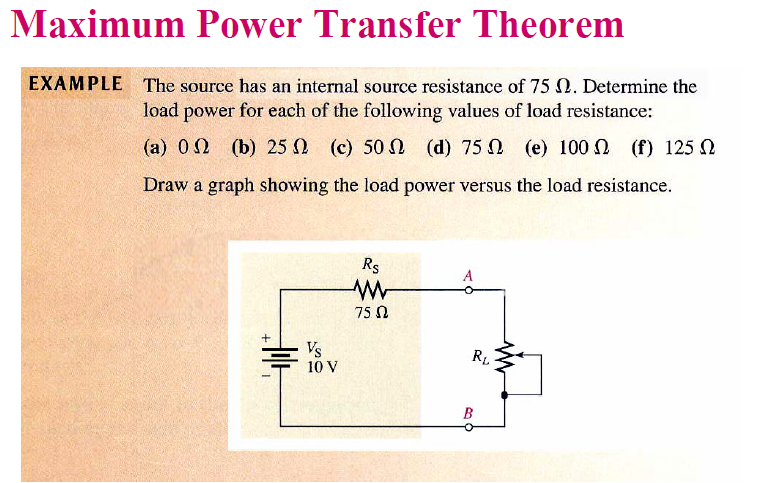 Maximum Power Transfer Theorem
EXAMPLE The source has an internal source resistance of 75 Ω. Determine the
load power for each of the following values of load resistance:
(a) 0 Ω (b) 25 Ω (c) 50 Ω (d) 75 Ω (e) 100 Ω (f) 125 Ω
Draw a graph showing the load power versus the load resistance.
RS
75 Ω
A
+
VS
10 V
–
RL
B